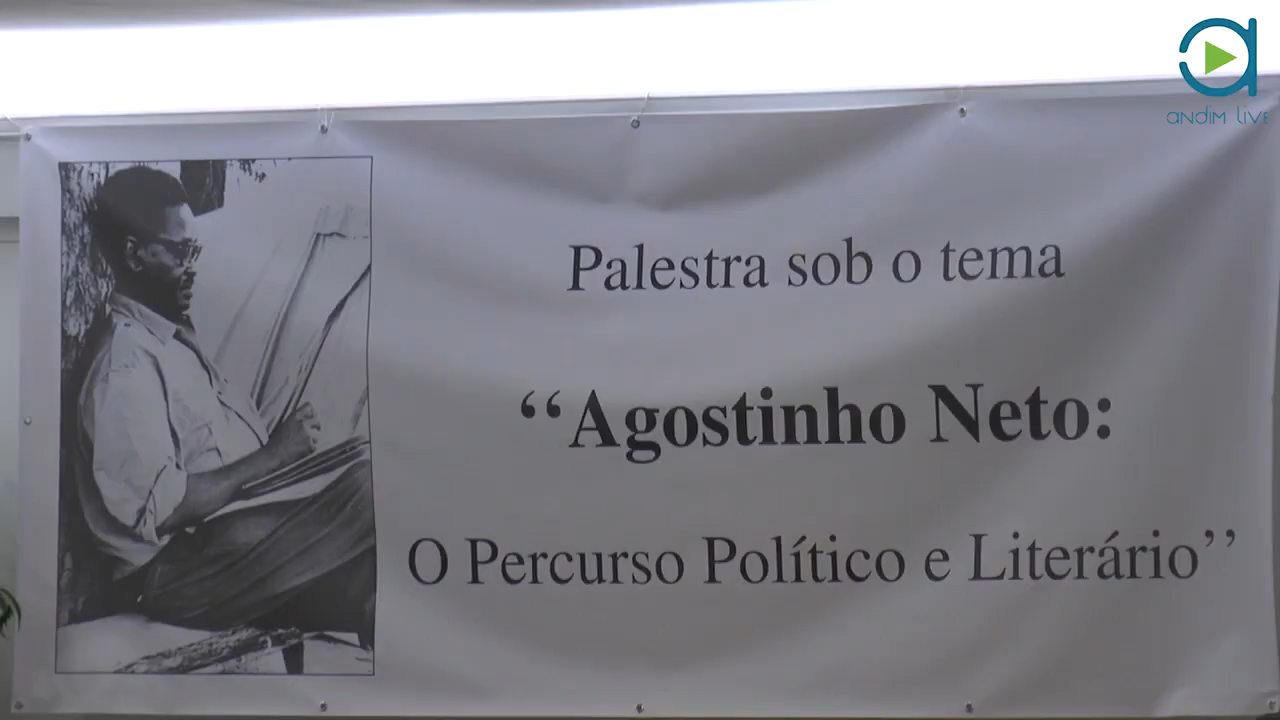 andim live
Palestra sob o tema
‘‘Agostinho Neto:
O Percurso Político e Literário’’